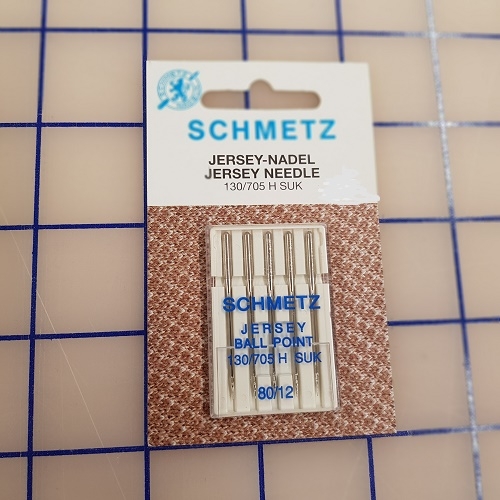 SCHMETZ
JERSEY-NADEL
JERSEY NEEDLE
130/705 H SUK
SCHMETZ
JERSEY
BALL POINT
130/705 H SUK
80/12